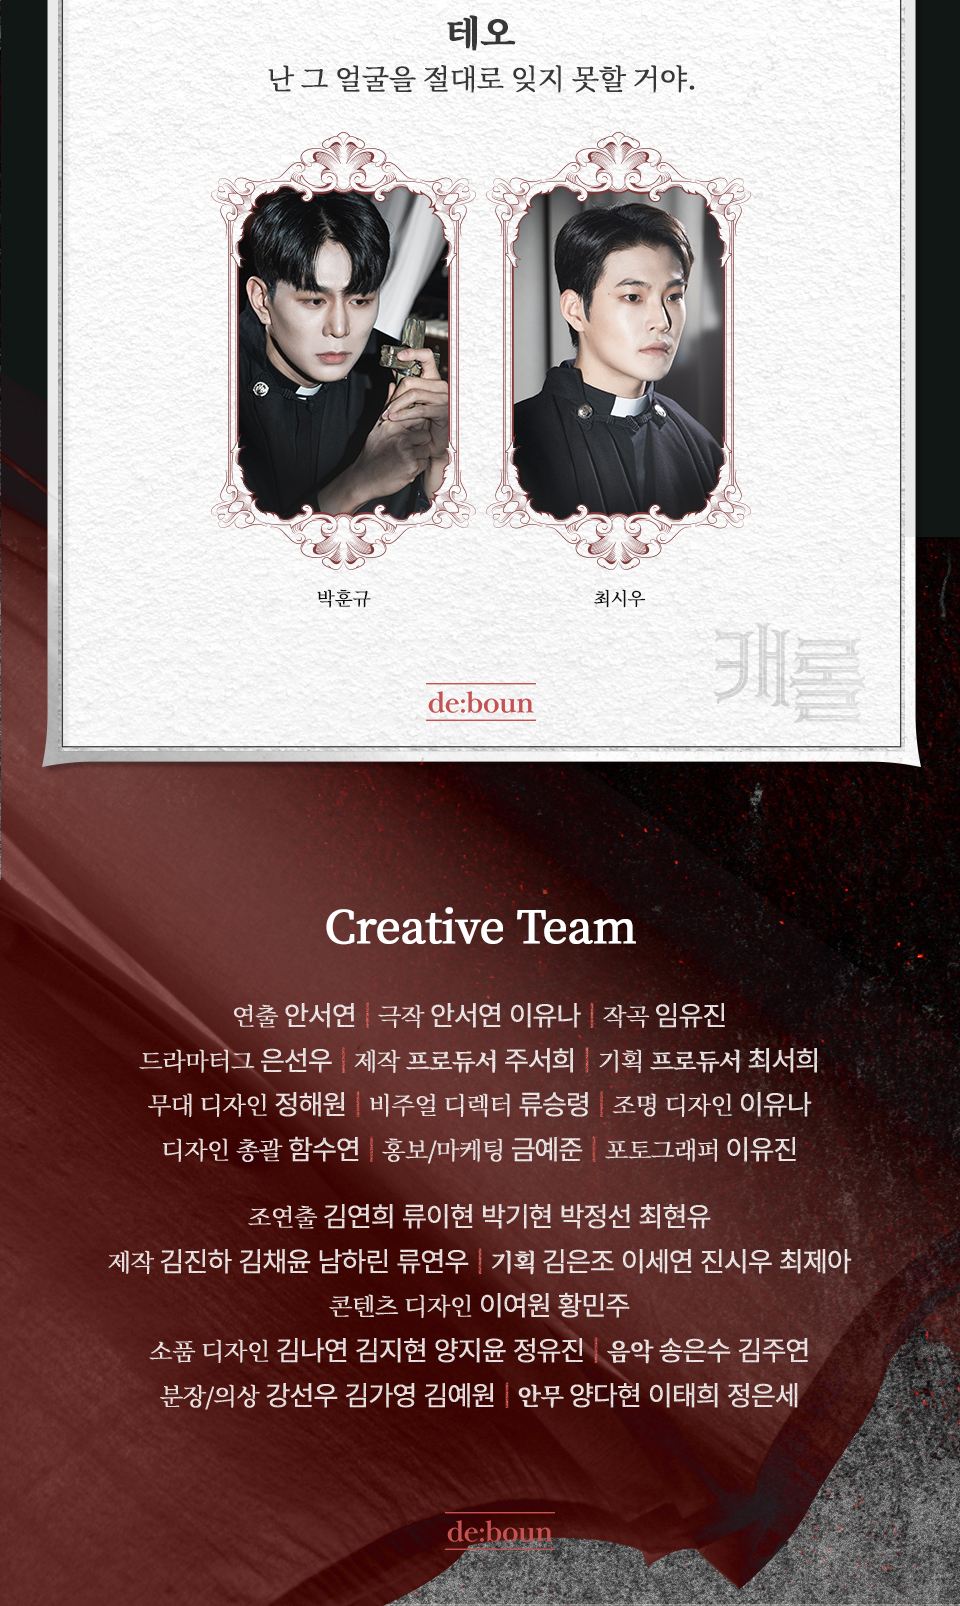 테오
난 그 얼굴을 절대로 잊지 못할 거야.
박훈규
최시우
캐롤
de:boun
Creative Team
연출 안서연 | 극작 안서연 이유나 | 작곡 임유진
드라마터그 은선우 | 제작 프로듀서 주서희 | 기획 프로듀서 최서희
무대 디자인 정해원 | 비주얼 디렉터 류승령 | 조명 디자인 이유나
디자인 총괄 함수연 | 홍보/마케팅 금예준 | 포토그래퍼 이유진
조연출 김연희 류이현 박기현 박정선 최현유
제작 김진하 김채윤 남하린 류연우 | 기획 김은조 이세연 진시우 최제아
콘텐츠 디자인 이여원 황민주
소품 디자인 김나연 김지현 양지윤 정유진 | 음악 송은수 김주연
분장/의상 강선우 김가영 김예원 | 안무 양다현 이태희 정은세
de:boun